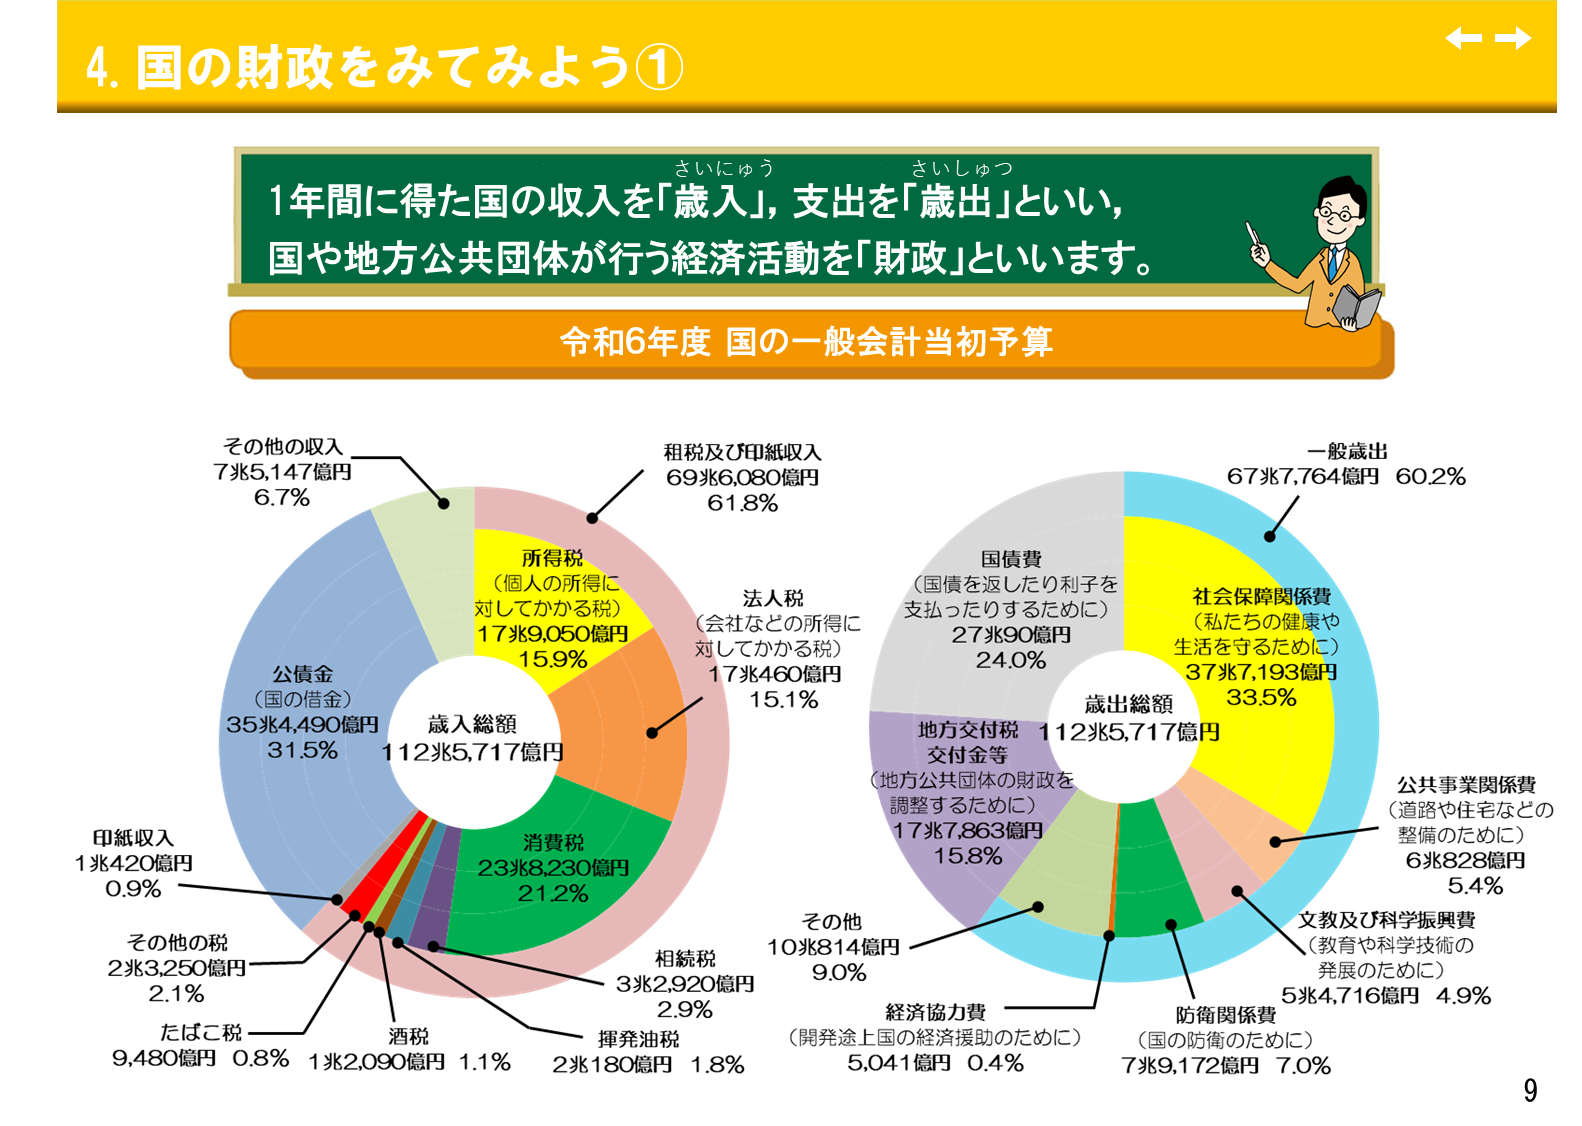 4. 国の財政をみてみよう①
さいにゅう さいしゅつ
1年間に得た国の収入を「歳入」, 支出を「歳出」といい,
国や地方公共団体が行う経済活動を「財政」といいます。
令和6年度 国の一般会計当初予算
その他の収入
7兆5,147億円
6.7%
租税及び印紙収入
69兆6,080億円
61.8%
所得税
（個人の所得に
対してかかる税）
17兆9,050億円
15.9%
法人税
（会社などの所得に
対してかかる税）
17兆460億円
15.1%
公債金
（国の借金）
35兆4,490億円
31.5%
歳入総額
112兆5,717億円
消費税
23兆8,230億円
21.2%
印紙収入
1兆420億円
0.9%
その他の税
2兆3,250億円
2.1%
たばこ税
9,480億円 0.8%
酒税
1兆2,090億円 1.1%
揮発油税
2兆180億円 1.8%
相続税
3兆2,920億円
2.9%
一般歳出
67兆7,764億円 60.2%
国債費
（国債を返したり利子を
支払ったりするために）
27兆90億円
24.0%
社会保障関係費
（私たちの健康や
生活を守るために）
37兆7,193億円
33.5%
歳出総額
112兆5,717億円
地方交付税
交付金等
（地方公共団体の財政を
調整するために）
17兆7,863億円
15.8%
公共事業関係費
（道路や住宅などの
整備のために）
6兆828億円
5.4%
文教及び科学振興費
（教育や科学技術の
発展のために）
5兆4,716億円 4.9%
その他
10兆814億円
9.0%
経済協力費
（開発途上国の経済援助のために）
5,041億円 0.4%
防衛関係費
（国の防衛のために）
7兆9,172億円 7.0%
9